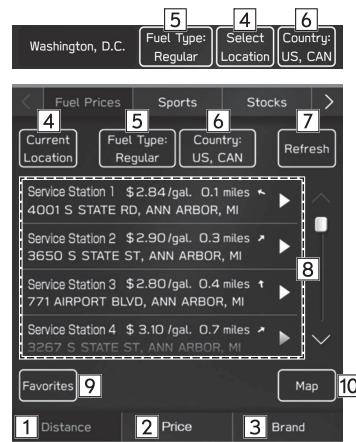 5 4 6
Washington, D.C. Fuel Type: Regular Select Location Country: US, CAN
Fuel Prices Sports Stocks
4 5 6 7
Current Location Fuel Type: Regular Country: US, CAN Refresh
Service Station 1 $2.84/gal. 0.1 miles
4001 S STATE RD, ANN ARBOR, MI
Service Station 2 $2.90/gal. 0.3 miles
3650 S STATE ST, ANN ARBOR, MI
8
Service Station 3 $2.80/gal. 0.4 miles
771 AIRPORT BLVD, ANN ARBOR, MI
Service Station 4 $3.10/gal. 0.7 miles
3267 S STATE ST, ANN ARBOR, MI
Favorites 9 Map 10
1 Distance 2 Price 3 Brand